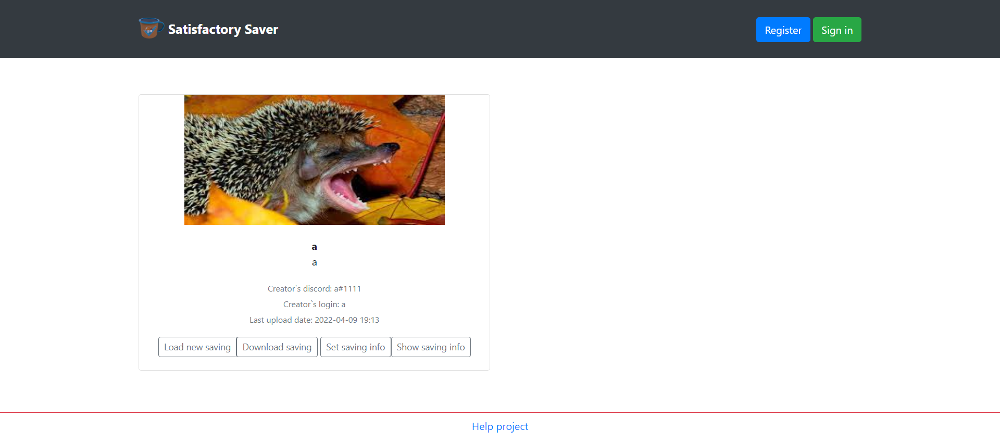 Satisfactory Saver
Register
Sign in
a
a
Creator`s discord: a#1111
Creator`s login: a
Last upload date: 2022-04-09 19:13
Load new saving
Download saving
Set saving info
Show saving info
Help project